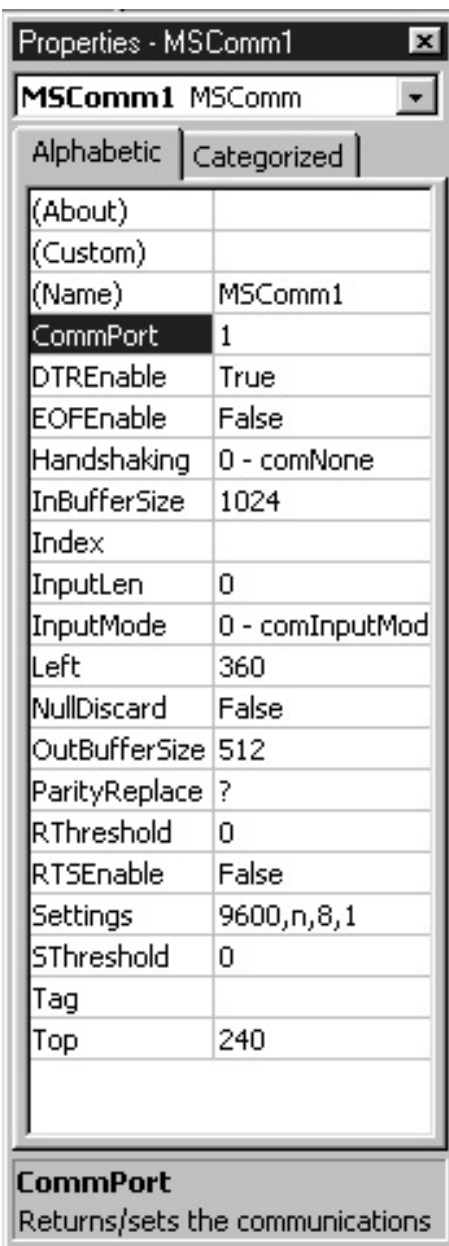 Properties - MSComm1
MSComm1 MSComm
Alphabetic Categorized
(About)
(Custom)
(Name) MSComm1
CommPort 1
DTREnable True
EOFEnable False
Handshaking 0 - comNone
InBufferSize 1024
Index
InputLen 0
InputMode 0 - comInputMod
Left 360
NullDiscard False
OutBufferSize 512
ParityReplace ?
RThreshold 0
RTSEnable False
Settings 9600,n,8,1
SThreshold 0
Tag
Top 240
CommPort
Returns/sets the communications